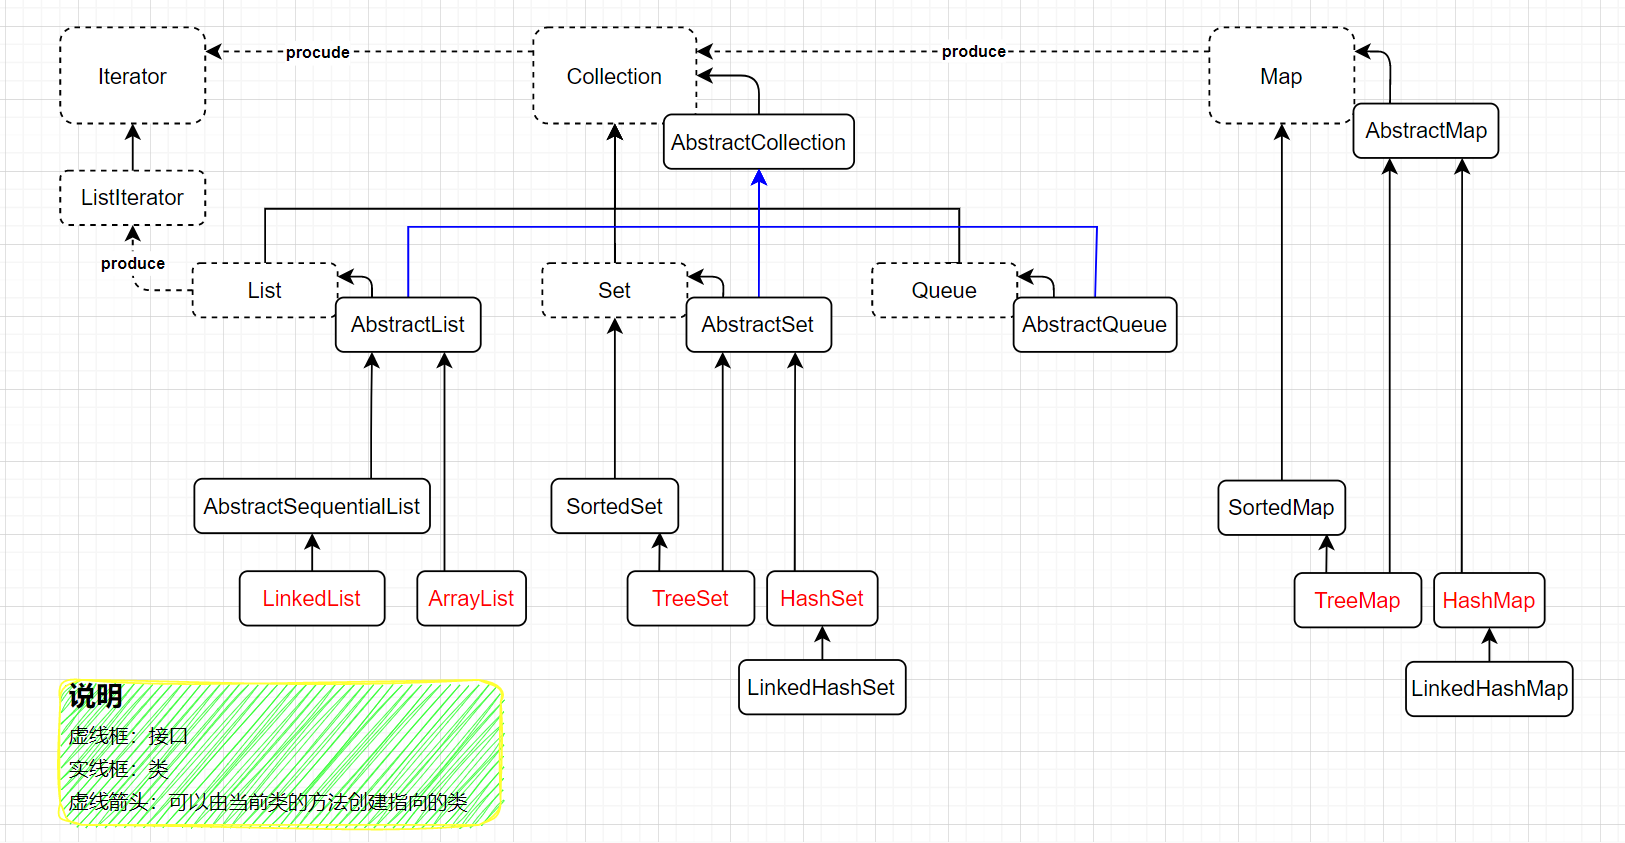 Iterator
procude
Collection
produce
Map
AbstractCollection
AbstractMap
ListIterator
produce
List
AbstractList
Set
AbstractSet
Queue
AbstractQueue
AbstractSequentialList
SortedSet
SortedMap
LinkedList
ArrayList
TreeSet
HashSet
TreeMap
HashMap
LinkedHashSet
LinkedHashMap
说明
虚线框：接口
实线框：类
虚线箭头：可以由当前类的方法创建指向的类